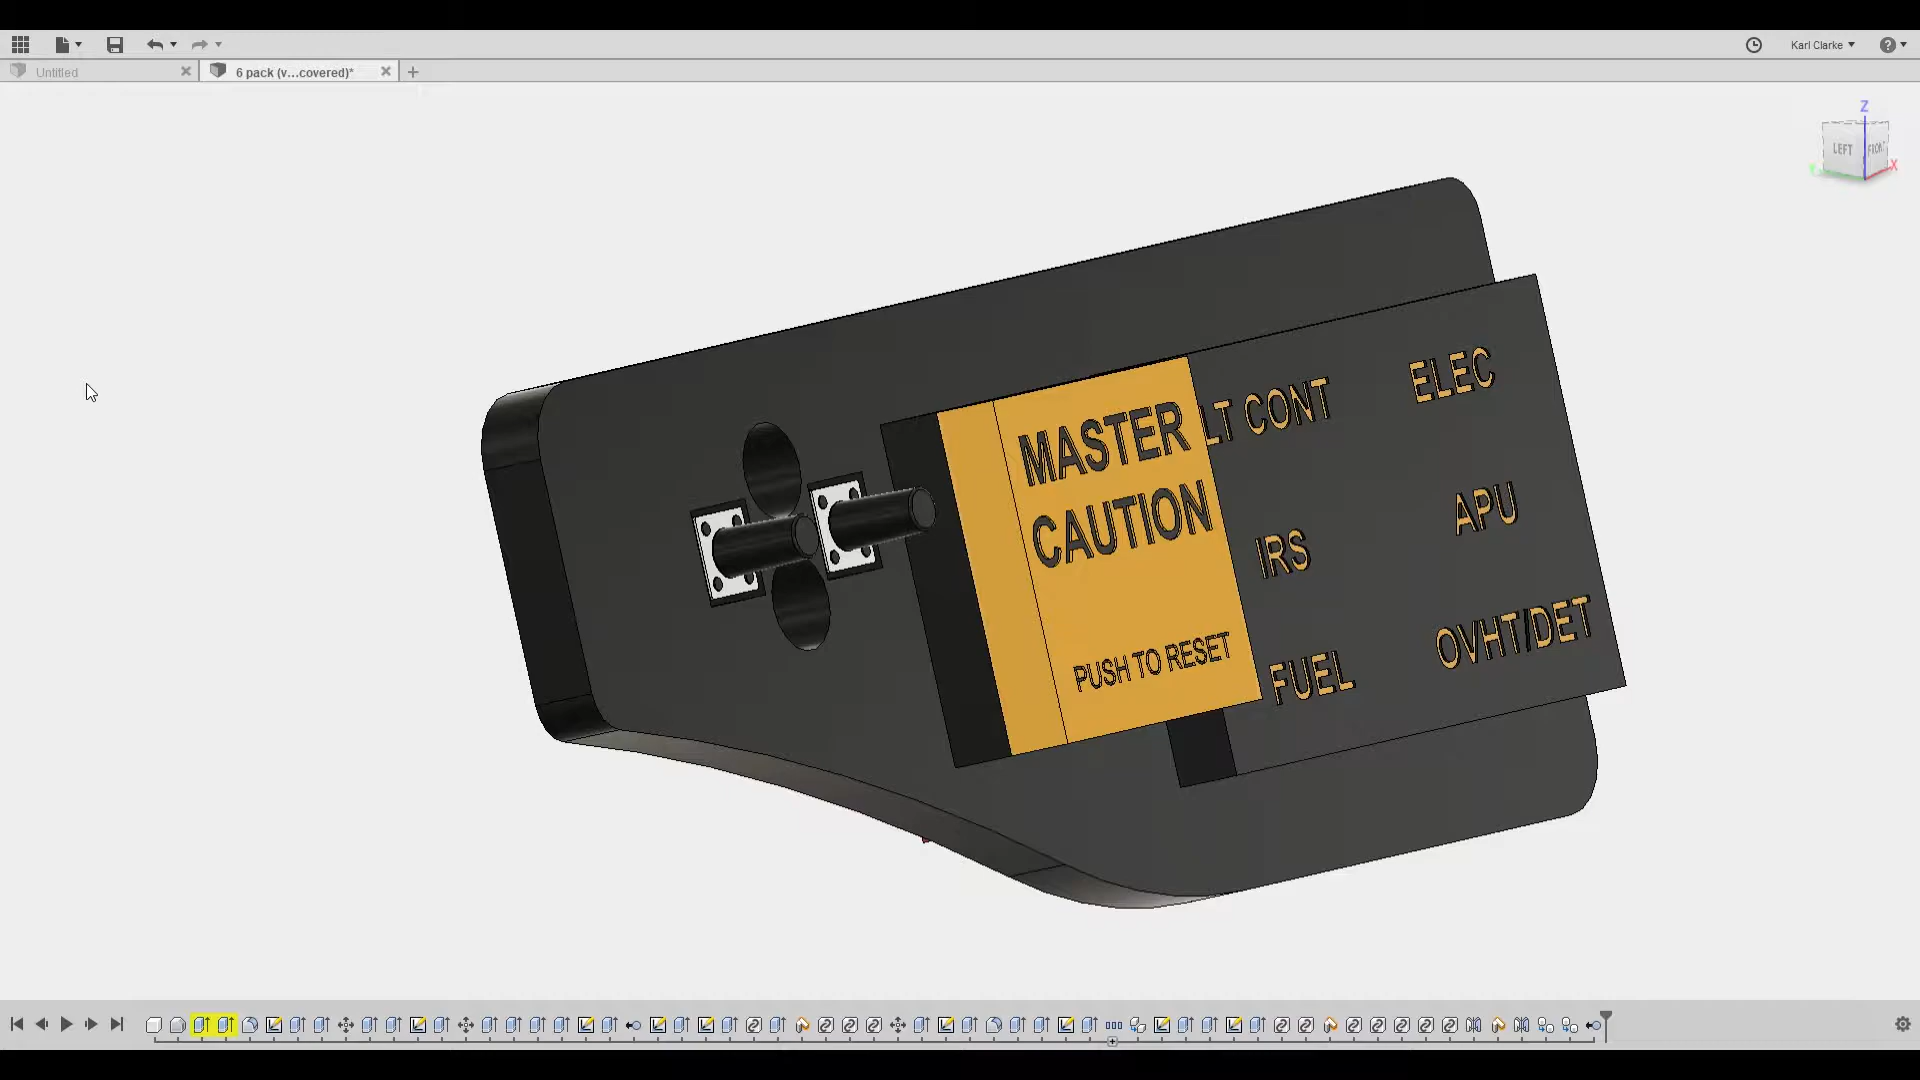 Karl Clarke
Untitled
6 pack (v...covered)*
Z
LEFT
FRONT
X
MASTER
CAUTION
PUSH TO RESET
LT CONT
ELEC
IRS
APU
FUEL
OVHT/DET